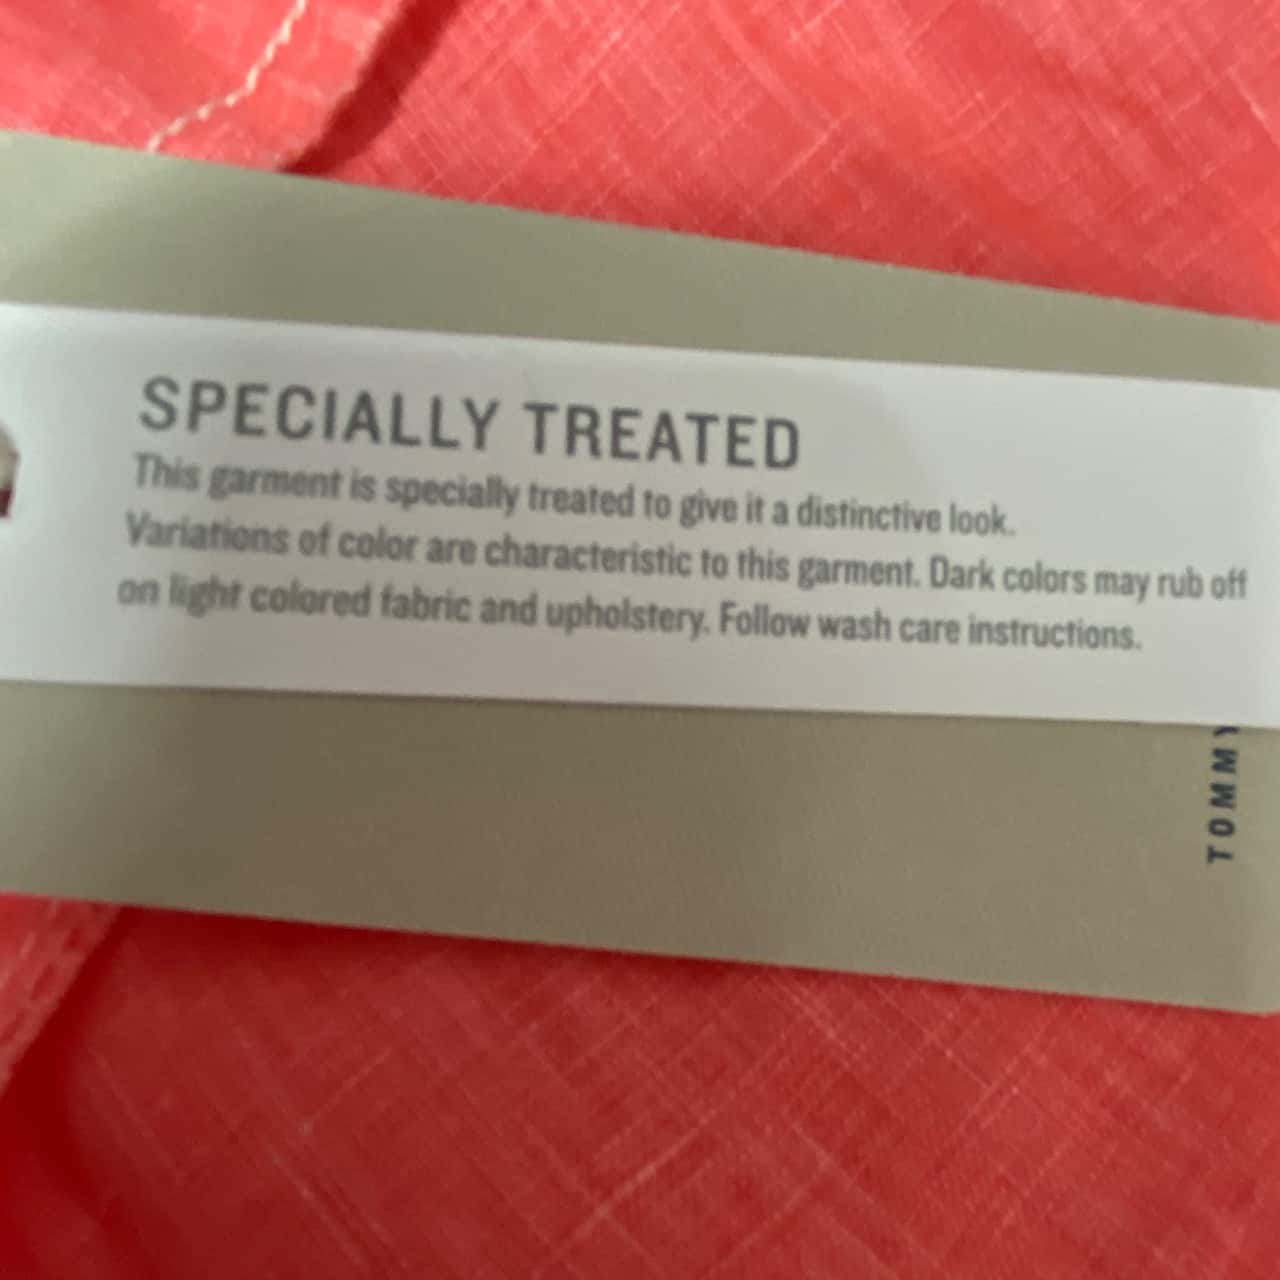 SPECIALLY TREATED
This garment is specially treated to give it a distinctive look.
Variations of color are characteristic to this garment. Dark colors may rub off
on light colored fabric and upholstery. Follow wash care instructions.
TOMMY